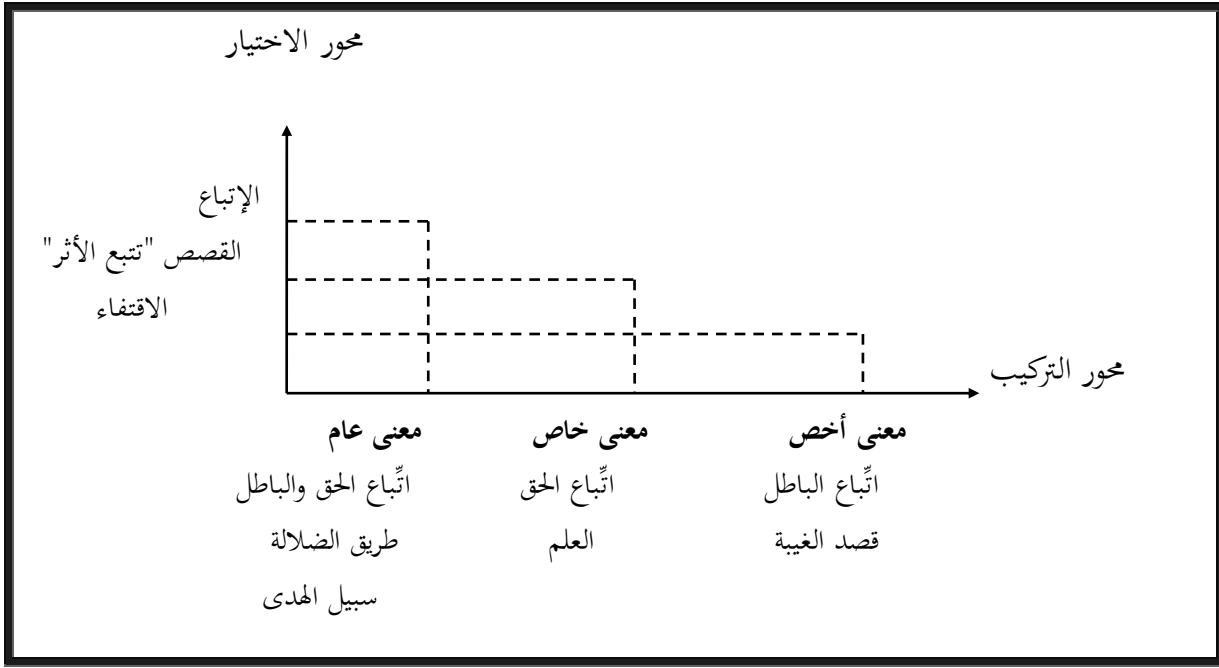 محور الاختيار
الإتباع
القصص "تتبع الأثر"
الاقتفاء
محور التركيب
معنى عام
اتِّباع الحق والباطل
طريق الضلالة
سبيل الهدى
معنى خاص
اتِّباع الحق
العلم
معنى أخص
اتِّباع الباطل
قصد الغيبة